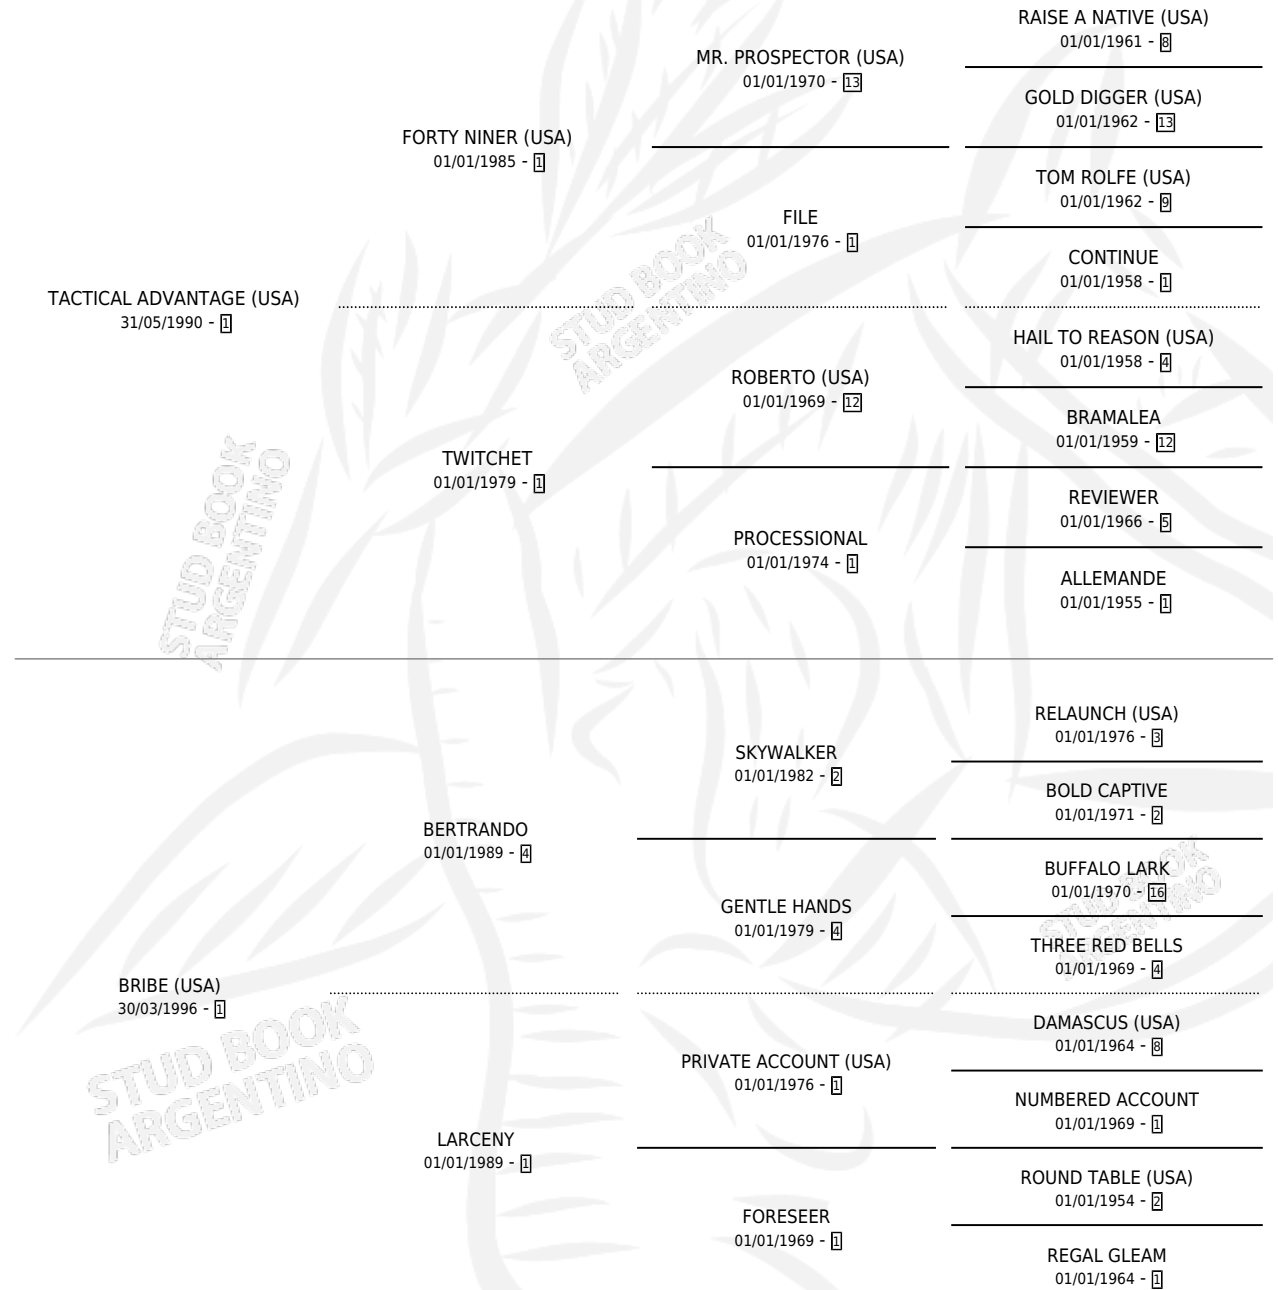 RAISE A NATIVE (USA)
01/01/1961 - 8
MR. PROSPECTOR (USA)
01/01/1970 - 13
GOLD DIGGER (USA)
01/01/1962 - 13
FORTY NINER (USA)
01/01/1985 - 1
TOM ROLFE (USA)
01/01/1962 - 9
FILE
01/01/1976 - 1
CONTINUE
01/01/1958 - 1
TACTICAL ADVANTAGE (USA)
31/05/1990 - 1
HAIL TO REASON (USA)
01/01/1958 - 4
ROBERTO (USA)
01/01/1969 - 12
BRAMALEA
01/01/1959 - 12
TWITCHET
01/01/1979 - 1
REVIEWER
01/01/1966 - 5
PROCESSIONAL
01/01/1974 - 1
ALLEMANDE
01/01/1955 - 1
RELAUNCH (USA)
01/01/1976 - 3
SKYWALKER
01/01/1982 - 2
BOLD CAPTIVE
01/01/1971 - 2
BERTRANDO
01/01/1989 - 4
BUFFALO LARK
01/01/1970 - 16
GENTLE HANDS
01/01/1979 - 4
THREE RED BELLS
01/01/1969 - 4
BRIBE (USA)
30/03/1996 - 1
DAMASCUS (USA)
01/01/1964 - 8
PRIVATE ACCOUNT (USA)
01/01/1976 - 1
NUMBERED ACCOUNT
01/01/1969 - 1
LARCENY
01/01/1989 - 1
ROUND TABLE (USA)
01/01/1954 - 2
FORESEER
01/01/1969 - 1
REGAL GLEAM
01/01/1964 - 1
STUD BOOK
ARGENTINO
STUD BOOK
ARGENTINO
STUD BOOK
ARGENTINO
STUD BOOK
ARGENTINO